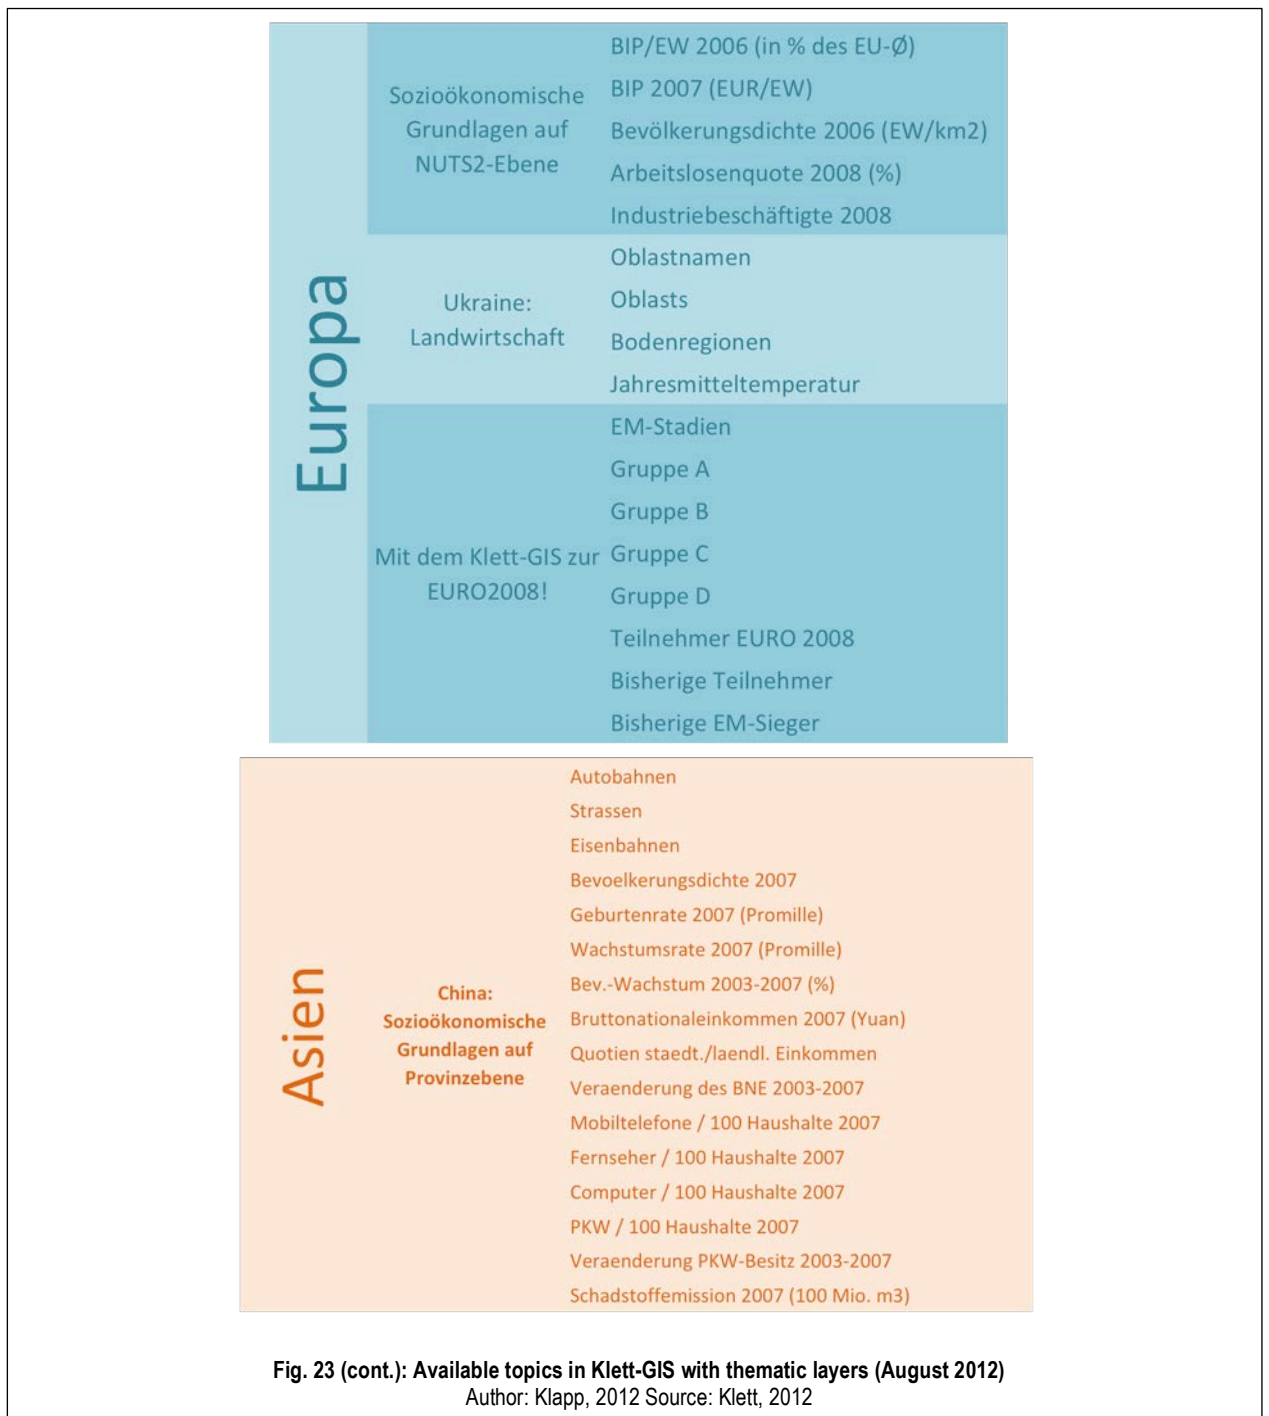 Europa
Sozioökonomische
Grundlagen auf
NUTS2-Ebene
BIP/EW 2006 (in % des EU-Ø)
BIP 2007 (EUR/EW)
Bevölkerungsdichte 2006 (EW/km2)
Arbeitslosenquote 2008 (%)
Industriebeschäftigte 2008
Ukraine:
Landwirtschaft
Oblastnamen
Oblasts
Bodenregionen
Jahresmitteltemperatur
Mit dem Klett-GIS zur
EURO2008!
EM-Stadien
Gruppe A
Gruppe B
Gruppe C
Gruppe D
Teilnehmer EURO 2008
Bisherige Teilnehmer
Bisherige EM-Sieger
Asien
China:
Sozioökonomische
Grundlagen auf
Provinzebene
Autobahnen
Strassen
Eisenbahnen
Bevoelkerungsdichte 2007
Geburtenrate 2007 (Promille)
Wachstumsrate 2007 (Promille)
Bev.-Wachstum 2003-2007 (%)
Bruttonationaleinkommen 2007 (Yuan)
Quotien staedt./laendl. Einkommen
Veraenderung des BNE 2003-2007
Mobiltelefone / 100 Haushalte 2007
Fernseher / 100 Haushalte 2007
Computer / 100 Haushalte 2007
PKW / 100 Haushalte 2007
Veraenderung PKW-Besitz 2003-2007
Schadstoffemission 2007 (100 Mio. m3)
Fig. 23 (cont.): Available topics in Klett-GIS with thematic layers (August 2012)
Author: Klapp, 2012 Source: Klett, 2012